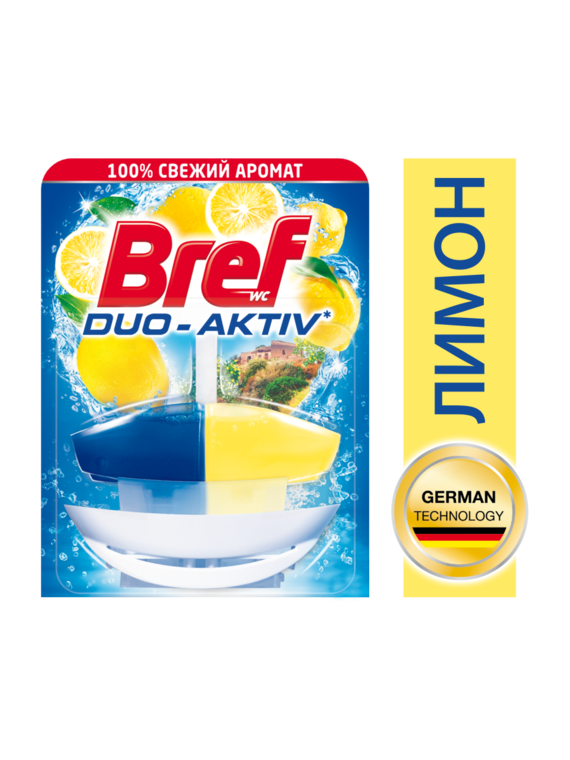 100% СВЕЖИЙ АРОМАТ
Bref
WC
DUO-AKTIV*
ЛИМОН
GERMAN
TECHNOLOGY